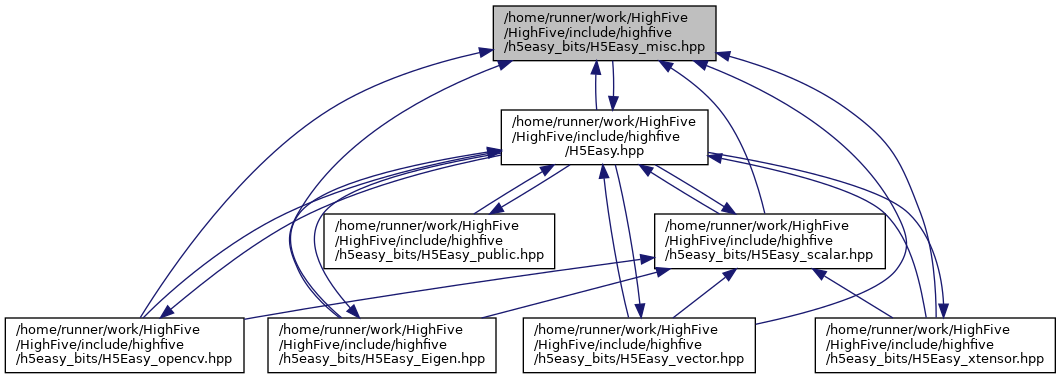 /home/runner/work/HighFive
/HighFive/include/highfive
/h5easy_bits/H5Easy_misc.hpp
/home/runner/work/HighFive
/HighFive/include/highfive
/H5Easy.hpp
/home/runner/work/HighFive
/HighFive/include/highfive
/h5easy_bits/H5Easy_public.hpp
/home/runner/work/HighFive
/HighFive/include/highfive
/h5easy_bits/H5Easy_scalar.hpp
/home/runner/work/HighFive
/HighFive/include/highfive
/h5easy_bits/H5Easy_opencv.hpp
/home/runner/work/HighFive
/HighFive/include/highfive
/h5easy_bits/H5Easy_Eigen.hpp
/home/runner/work/HighFive
/HighFive/include/highfive
/h5easy_bits/H5Easy_vector.hpp
/home/runner/work/HighFive
/HighFive/include/highfive
/h5easy_bits/H5Easy_xtensor.hpp